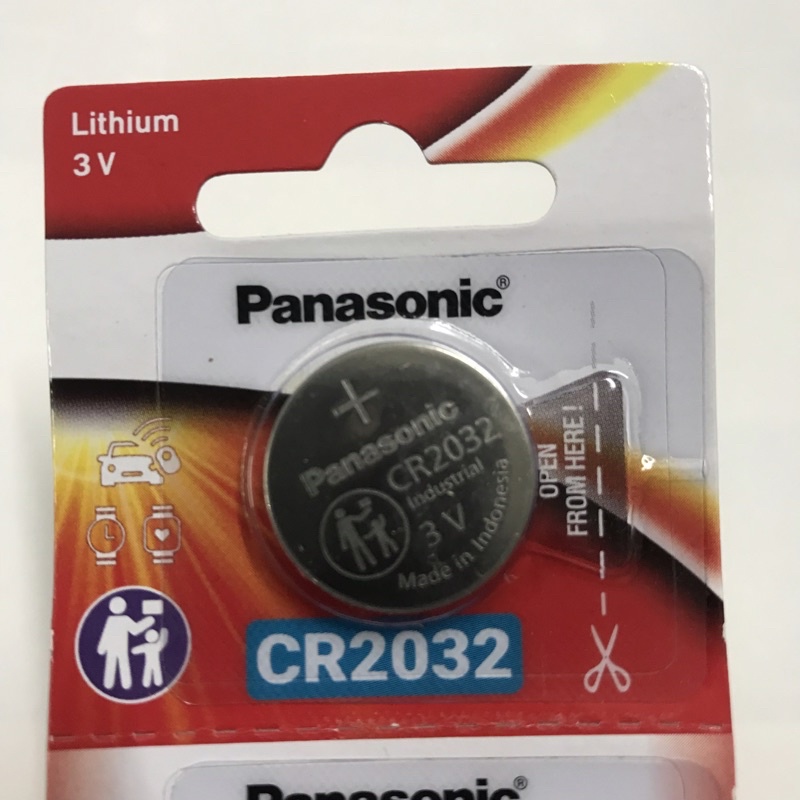 Lithium
3 V
Panasonic®
Panasonic
CR2032
Industrial
3 V
Made in Indonesia
OPEN
FROM HERE!
CR2032
Panasonic®